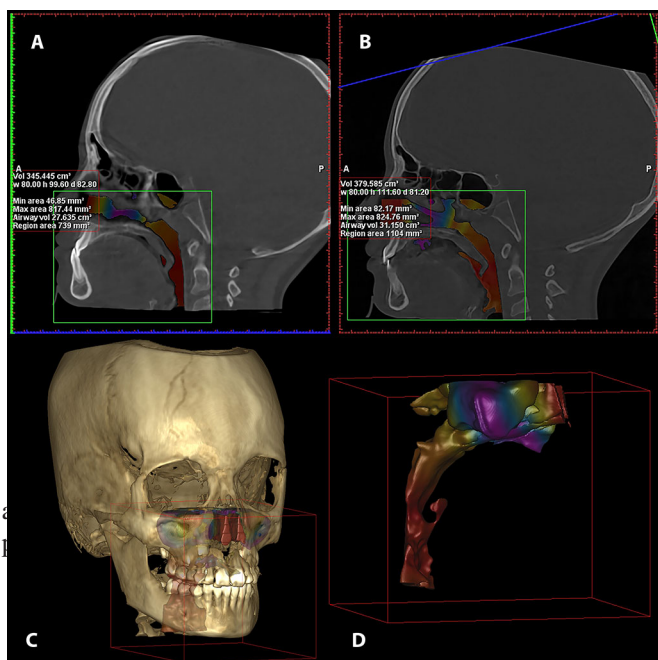 A
B
A
Vol 345.445 cm³
w 80.00 h 99.60 d 82.80
Min area 46.85 mm²
Max area 817.44 mm²
Airway vol 27.635 cm³
Region area 739 mm²
P
A
Vol 379.585 cm³
w 80.00 h 111.60 d 81.20
Min area 82.17 mm²
Max area 824.76 mm²
Airway vol 31.150 cm³
Region area 1104 mm²
P
C
D